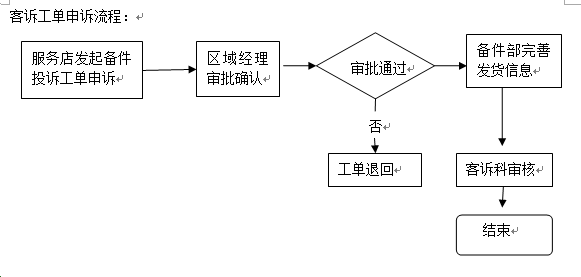 客诉工单申诉流程：
服务店发起备件
投诉工单申诉
区域经理
审批确认
审批通过
备件部完善
发货信息
否
工单退回
客诉科审核
结束